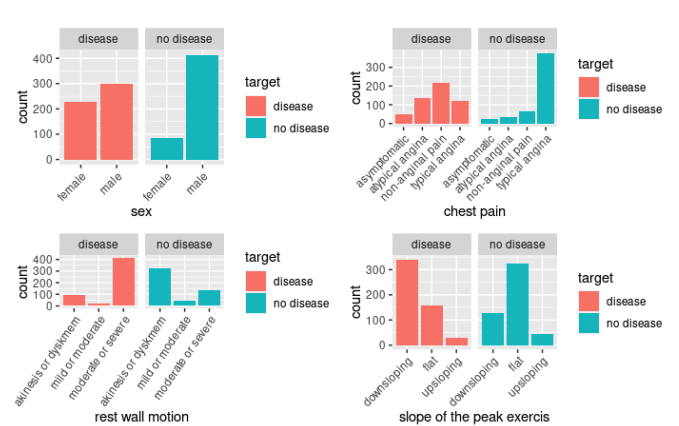 disease no disease
400
300
200
100
0
count
female male female male
sex
target
disease
no disease
disease no disease
300
200
100
0
count
asymptomatic atypical angina non-anginal pain typical angina asymptomatic atypical angina non-anginal pain typical angina
chest pain
target
disease
no disease
disease no disease
400
300
200
100
0
count
akinesis or dyskmem mild or moderate moderate or severe akinesis or dyskmem mild or moderate moderate or severe
rest wall motion
target
disease
no disease
disease no disease
300
200
100
0
count
downsloping flat upsloping downsloping flat upsloping
slope of the peak exercis
target
disease
no disease